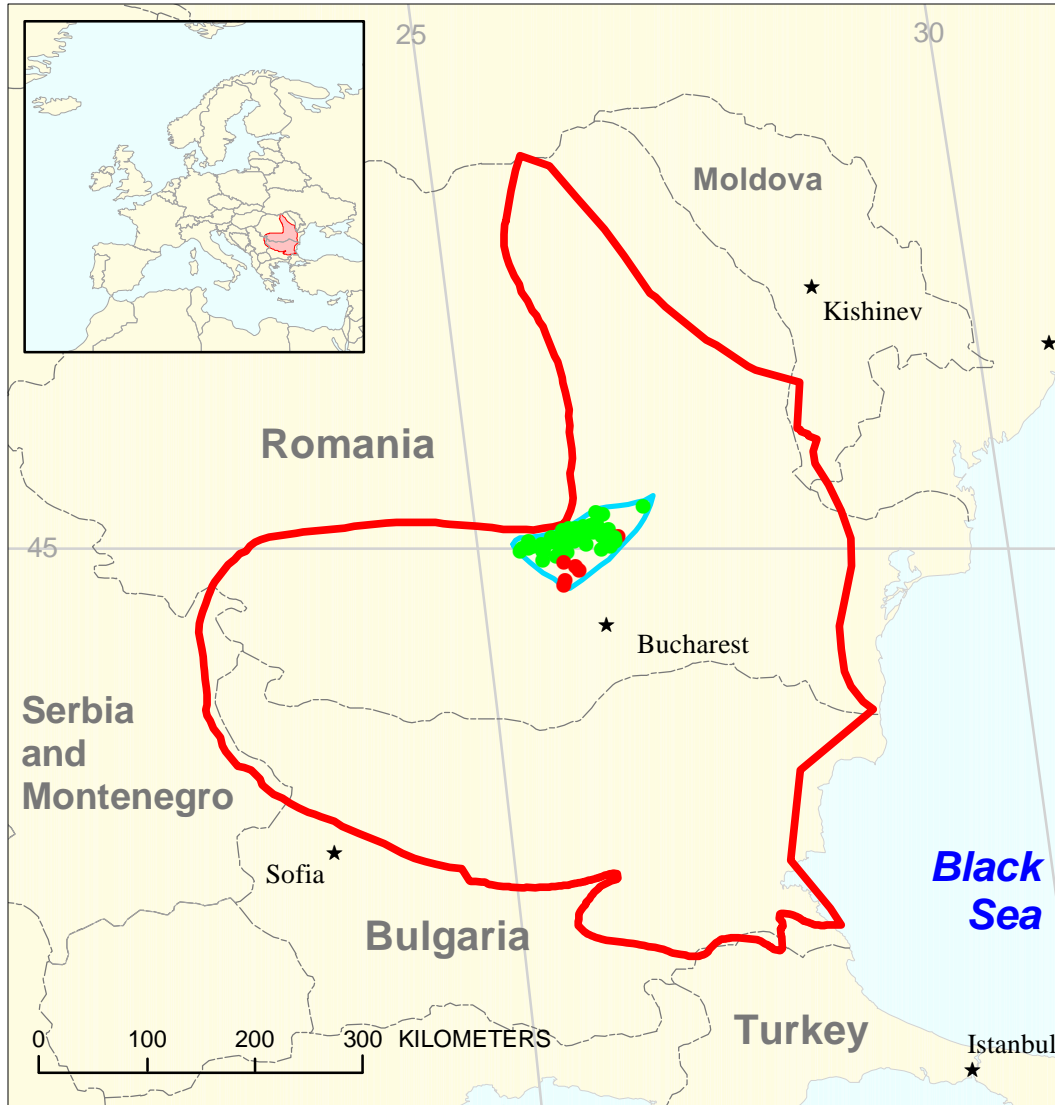 25
30
Moldova
Kishinev
Romania
45
Bucharest
Serbia
and
Montenegro
Sofia
Black
Sea
Bulgaria
Turkey
0 100 200 300 KILOMETERS
Istanbul